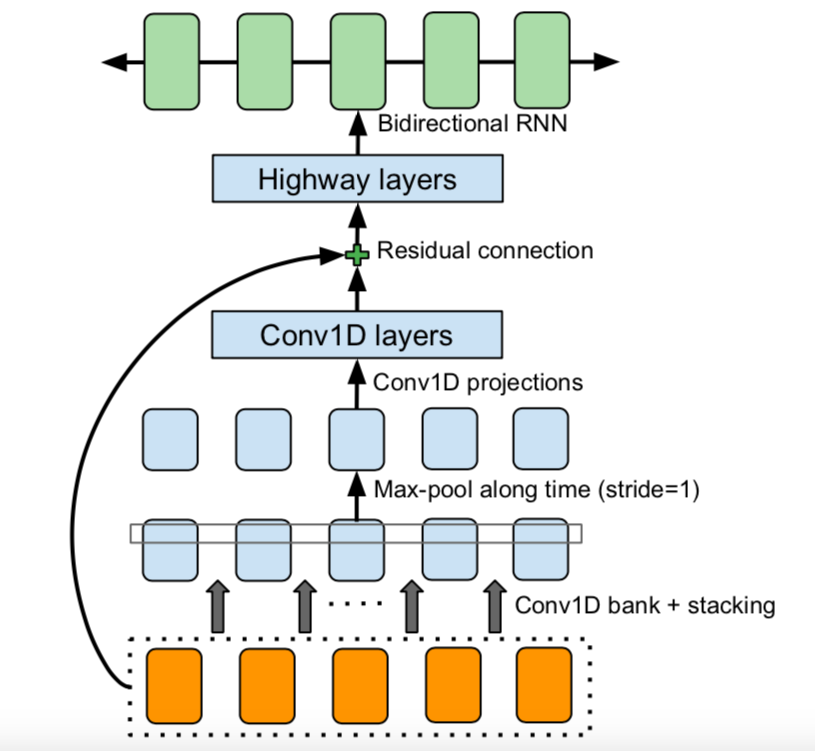 Bidirectional RNN
Highway layers
Residual connection
Conv1D layers
Conv1D projections
Max-pool along time (stride=1)
Conv1D bank + stacking